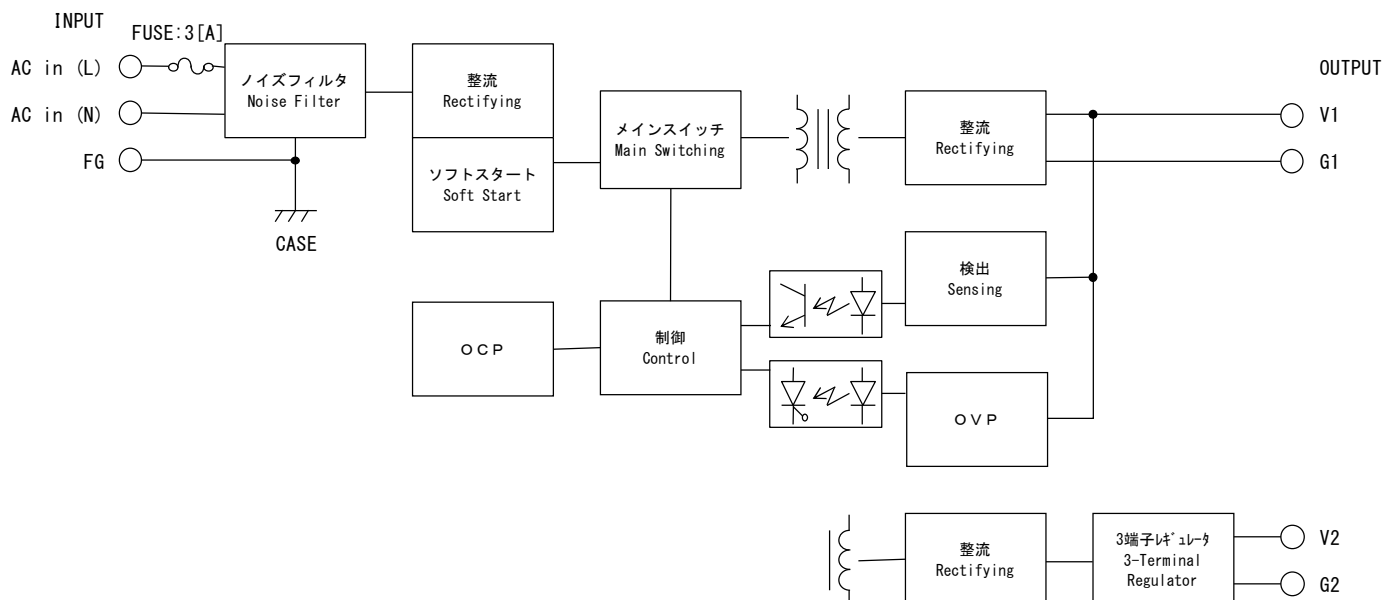 INPUT
FUSE:3[A]
AC in (L)
AC in (N)
FG
ノイズフィルタ
Noise Filter
CASE
整流
Rectifying
ソフトスタート
Soft Start
メインスイッチ
Main Switching
整流
Rectifying
OUTPUT
V1
G1
検出
Sensing
OCP
制御
Control
OVP
整流
Rectifying
3端子ﾚｷﾞｭﾚｰﾀ
3-Terminal
Regulator
V2
G2